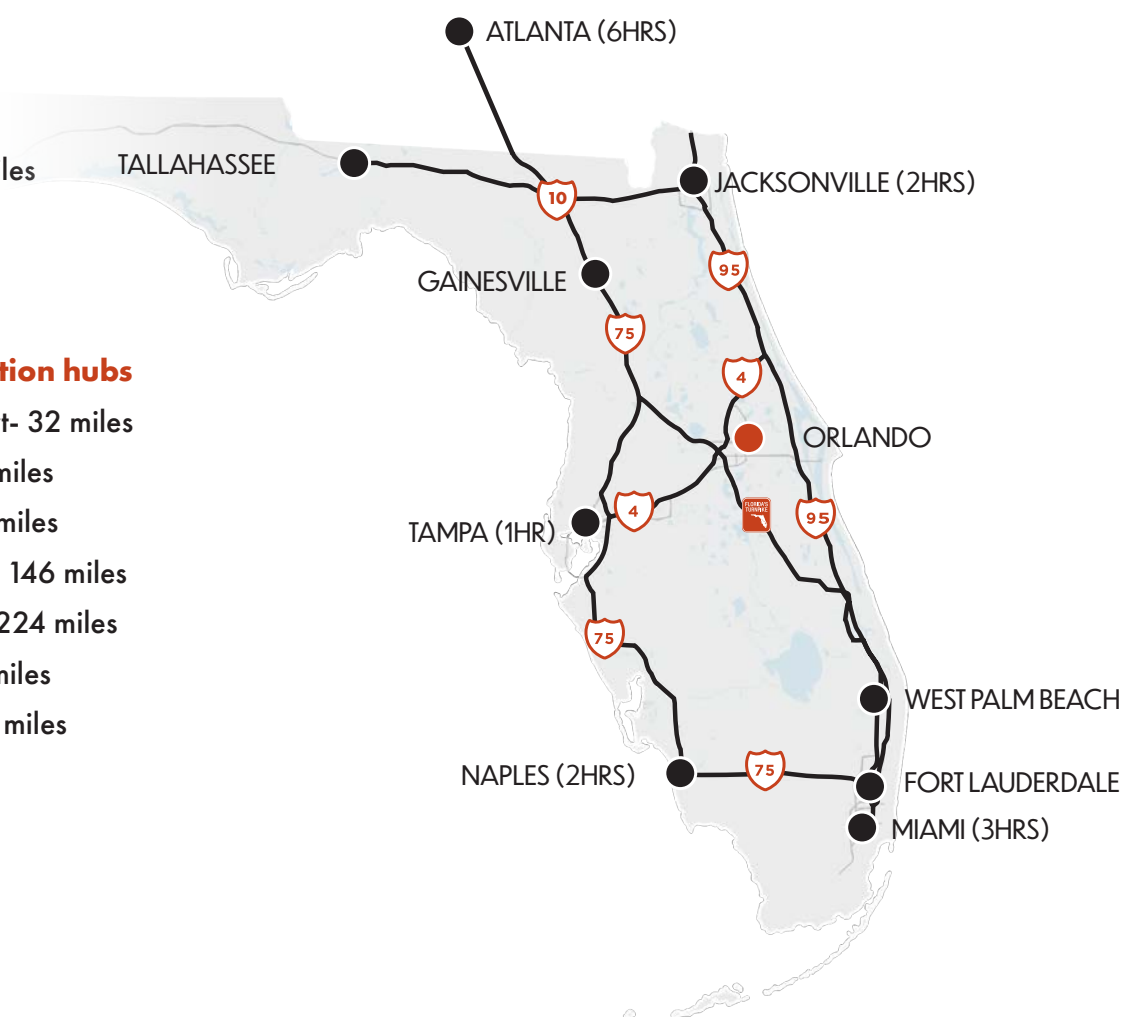 ATLANTA (6HRS)
les
TALLAHASSEE
JACKSONVILLE (2HRS)
10
95
GAINESVILLE
75
tion hubs
4
t- 32 miles
ORLANDO
miles
4
FLORIDA'S
TURNPIKE
95
miles
TAMPA (1HR)
146 miles
224 miles
75
miles
WEST PALM BEACH
miles
NAPLES (2HRS)
75
FORT LAUDERDALE
MIAMI (3HRS)